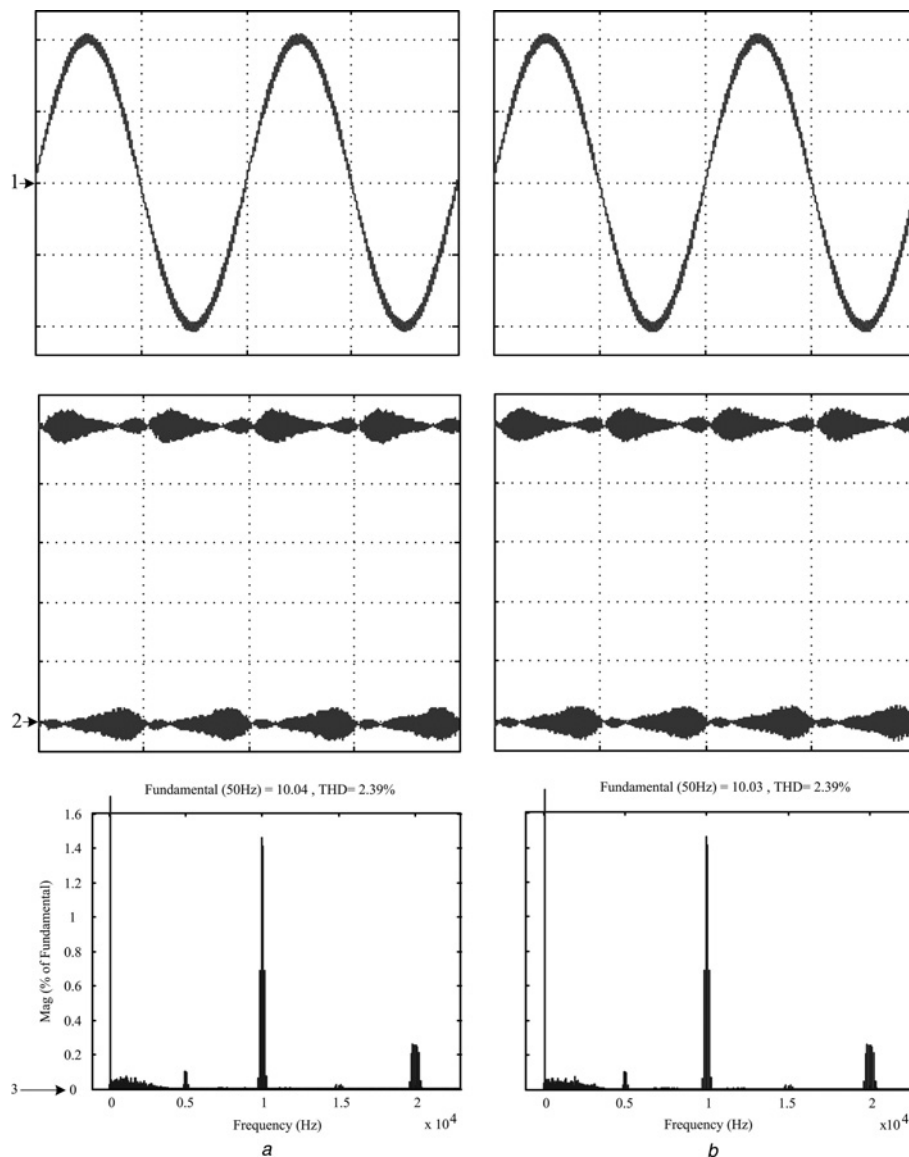 1
2
Fundamental (50Hz) = 10.04 , THD= 2.39%
Fundamental (50Hz) = 10.03 , THD= 2.39%
1.6
1.4
1.2
1
0.8
0.6
0.4
0.2
0
Mag (% of Fundamental)
3
0 0.5 1 1.5 2
0 0.5 1 1.5 2
Frequency (Hz) x 10^4
Frequency (Hz) x 10^4
a
b